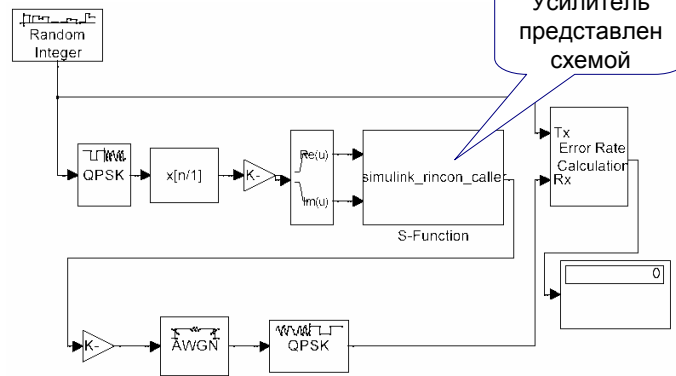 Усилитель
представлен
схемой
Random
Integer
Tx
Error Rate
Calculation
Rx
QPSK
x[n/1]
K-
Re(u)
Im(u)
simulink_rincon_caller
S-Function
0
K-
AWGN
QPSK